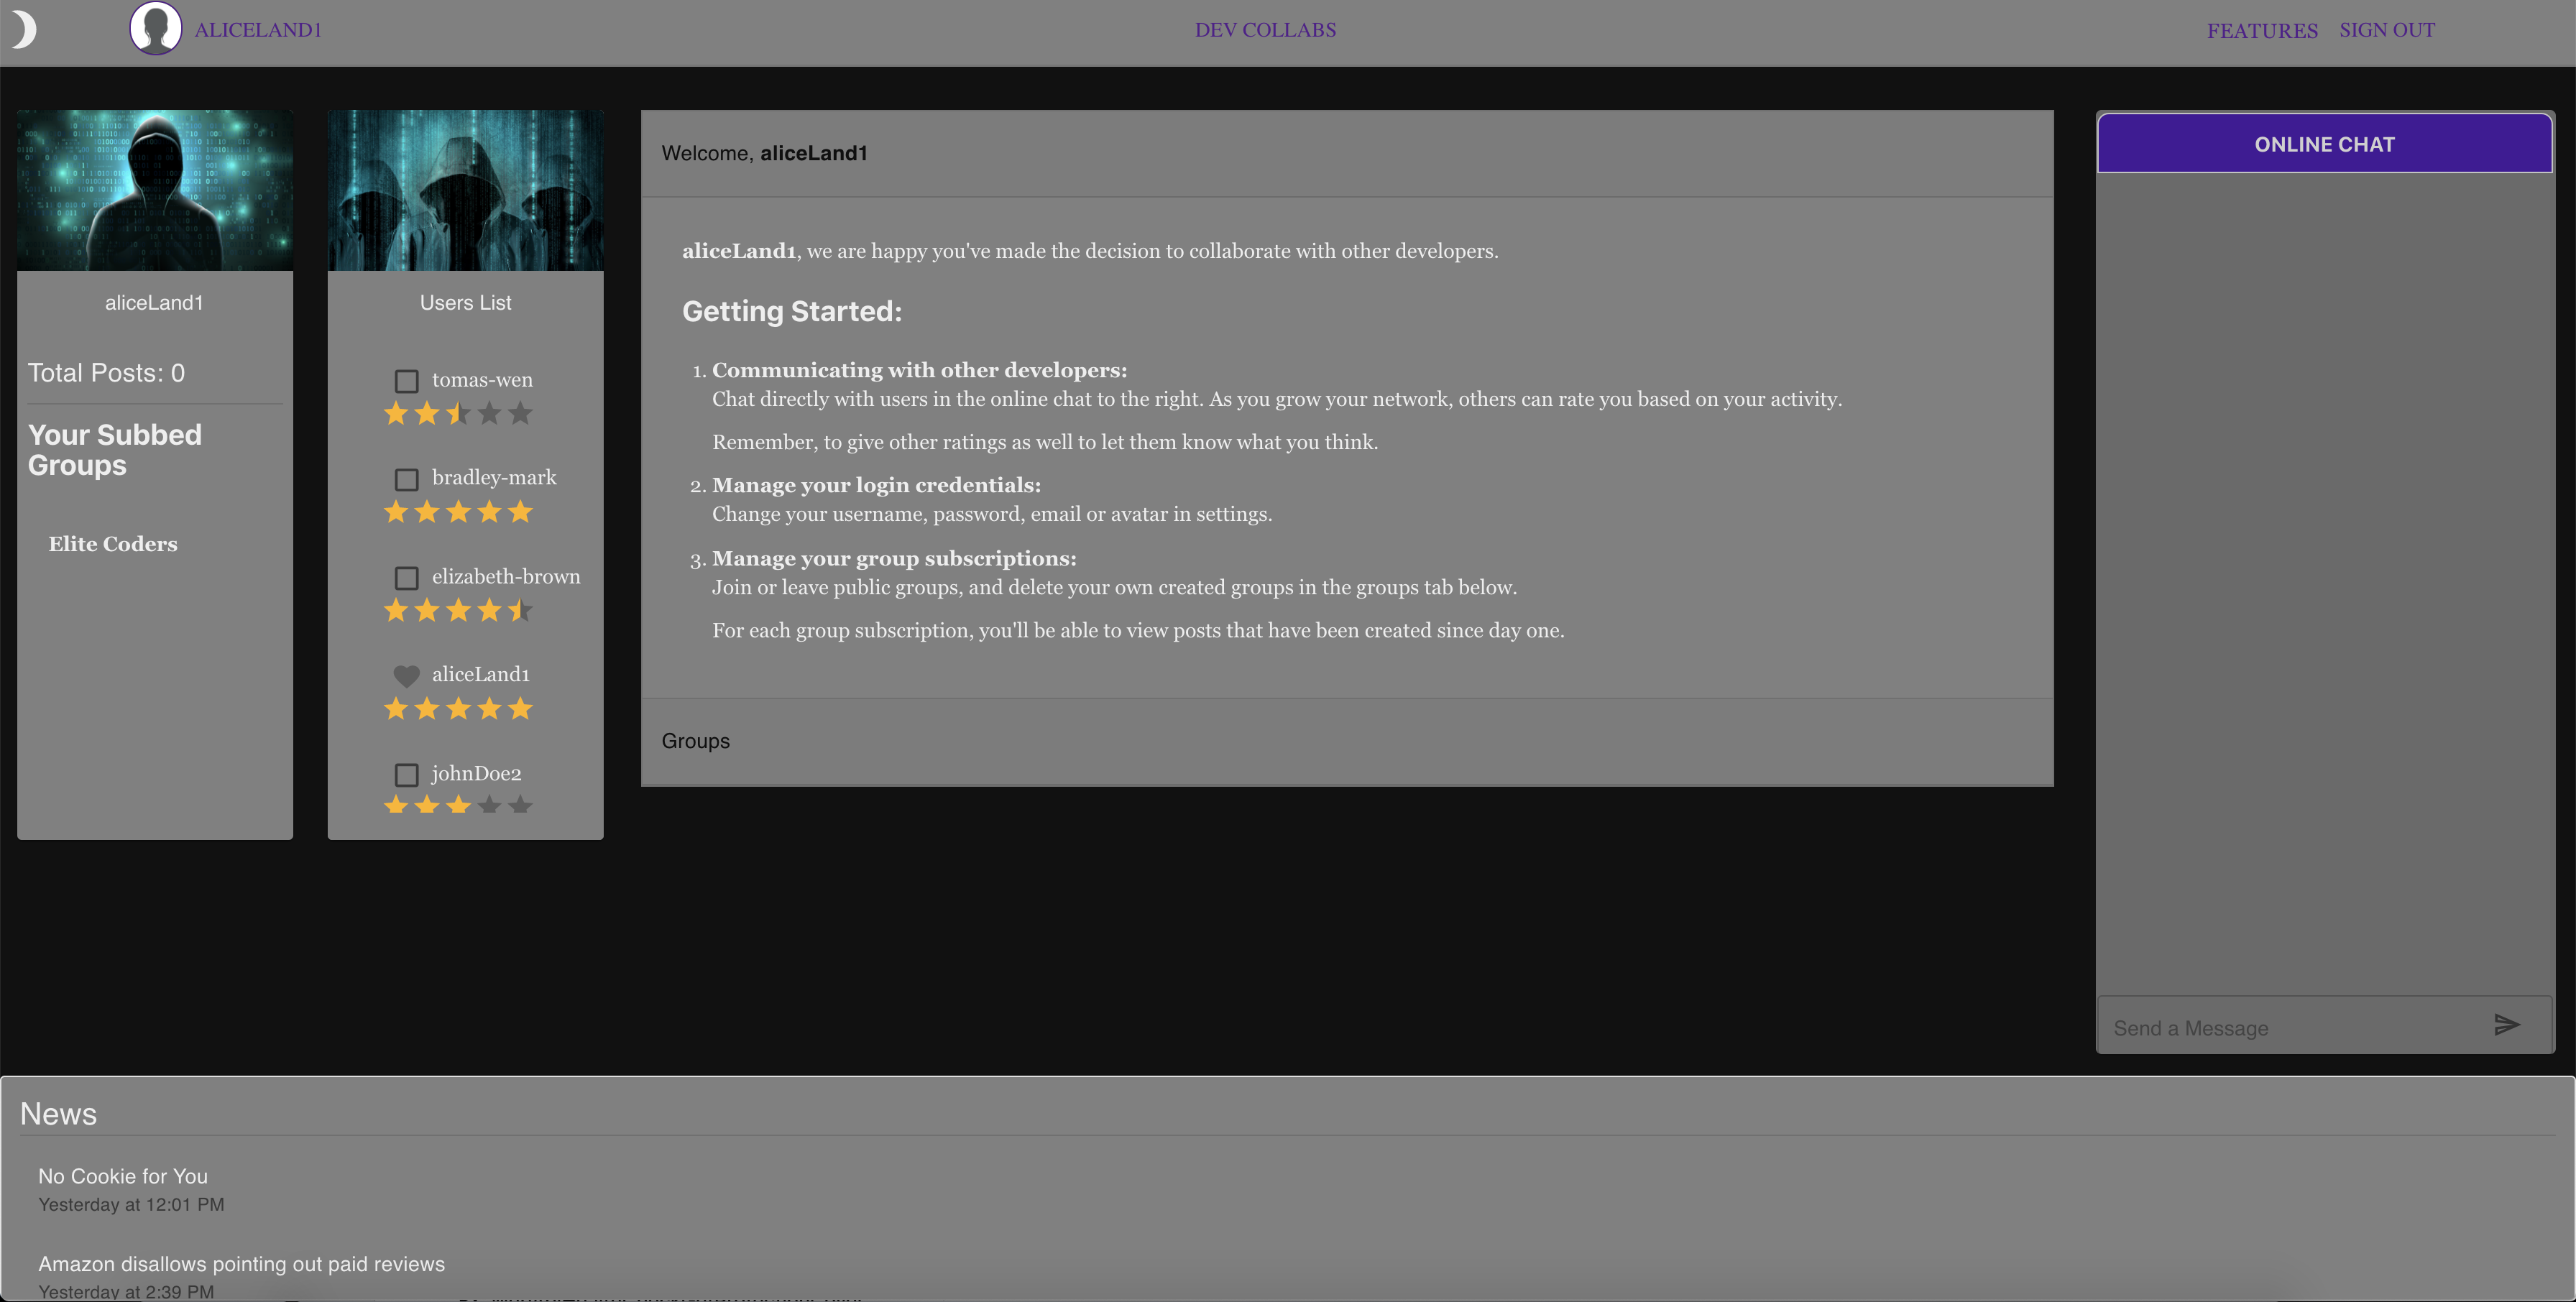 ALICELAND1
DEV COLLABS
FEATURES
SIGN OUT
aliceLand1
Total Posts: 0
Your Subbed
Groups
Elite Coders
Users List
tomas-wen
bradley-mark
elizabeth-brown
aliceLand1
johnDoe2
Welcome, aliceLand1
aliceLand1, we are happy you've made the decision to collaborate with other developers.
Getting Started:
1. Communicating with other developers:
Chat directly with users in the online chat to the right. As you grow your network, others can rate you based on your activity.
Remember, to give other ratings as well to let them know what you think.
2. Manage your login credentials:
Change your username, password, email or avatar in settings.
3. Manage your group subscriptions:
Join or leave public groups, and delete your own created groups in the groups tab below.
For each group subscription, you'll be able to view posts that have been created since day one.
Groups
ONLINE CHAT
Send a Message
News
No Cookie for You
Yesterday at 12:01 PM
Amazon disallows pointing out paid reviews
Yesterday at 2:39 PM